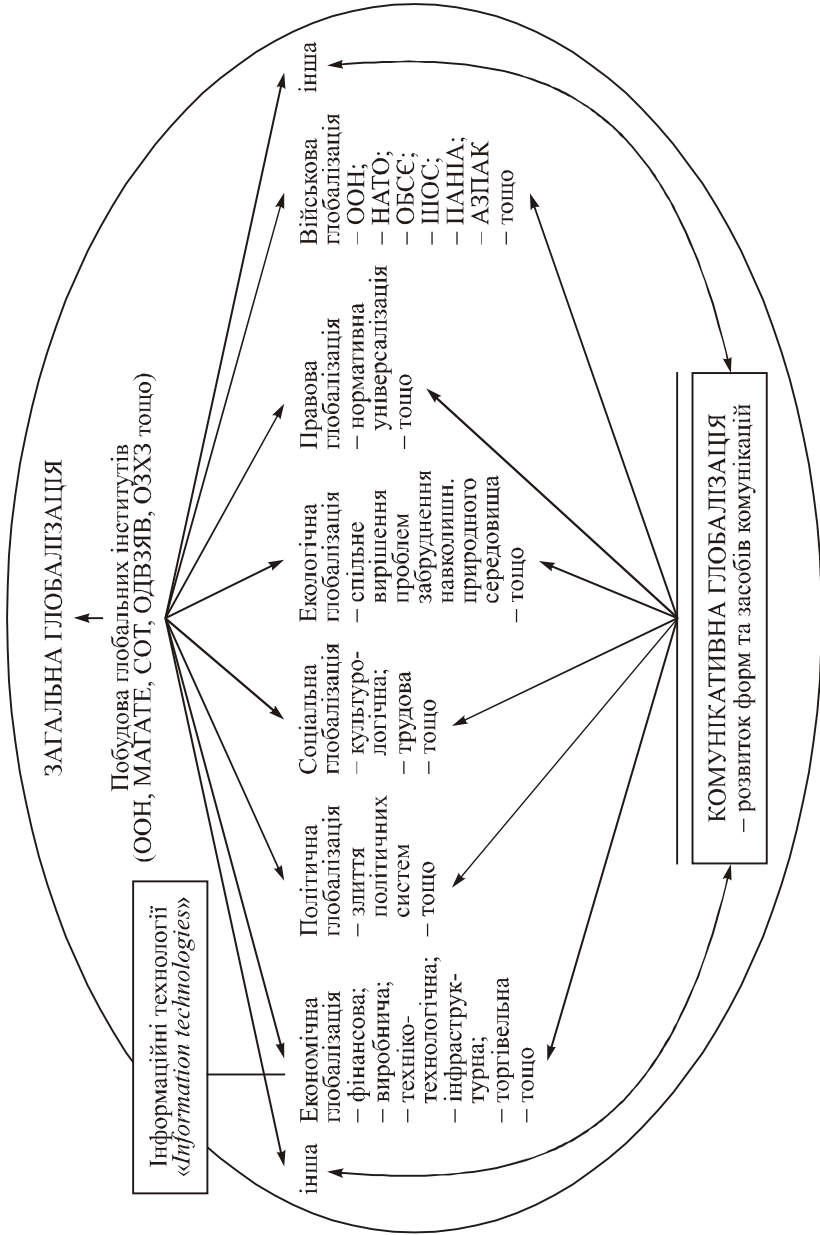 ЗАГАЛЬНА ГЛОБАЛІЗАЦІЯ
Побудова глобальних інститутів
(ООН, МАГАТЕ, СОТ, ОДВЗЯВ, ОЗХЗ тощо)
Інформаційні технології
«Information technologies»
інша
Економічна
глобалізація
– фінансова;
– виробнича;
– техніко-
технологічна;
– інфраструк-
турна;
– торгівельна
– тощо
Політична
глобалізація
– злиття
політичних
систем
– тощо
Соціальна
глобалізація
– культуро-
логічна;
– трудова
– тощо
Екологічна
глобалізація
– спільне
вирішення
проблем
забруднення
навколишн.
природного
середовища
– тощо
Правова
глобалізація
– нормативна
універсалізація
– тощо
Військова
глобалізація
– ООН;
– НАТО;
– ОБСЄ;
– ШОС;
– ПАНІА;
– АЗПАК
– тощо
інша
КОМУНІКАТИВНА ГЛОБАЛІЗАЦІЯ
– розвиток форм та засобів комунікацій